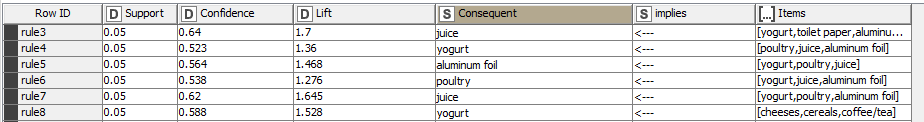 Row ID D Support D Confidence D Lift S Consequent S implies [...] Items
rule3 0.05 0.64 1.7 juice <--- [yogurt,toilet paper,aluminu...
rule4 0.05 0.523 1.36 yogurt <--- [poultry,juice,aluminum foil]
rule5 0.05 0.564 1.468 aluminum foil <--- [yogurt,poultry,juice]
rule6 0.05 0.538 1.276 poultry <--- [yogurt,juice,aluminum foil]
rule7 0.05 0.62 1.645 juice <--- [yogurt,poultry,aluminum foil]
rule8 0.05 0.588 1.528 yogurt <--- [cheeses,cereals,coffee/tea]